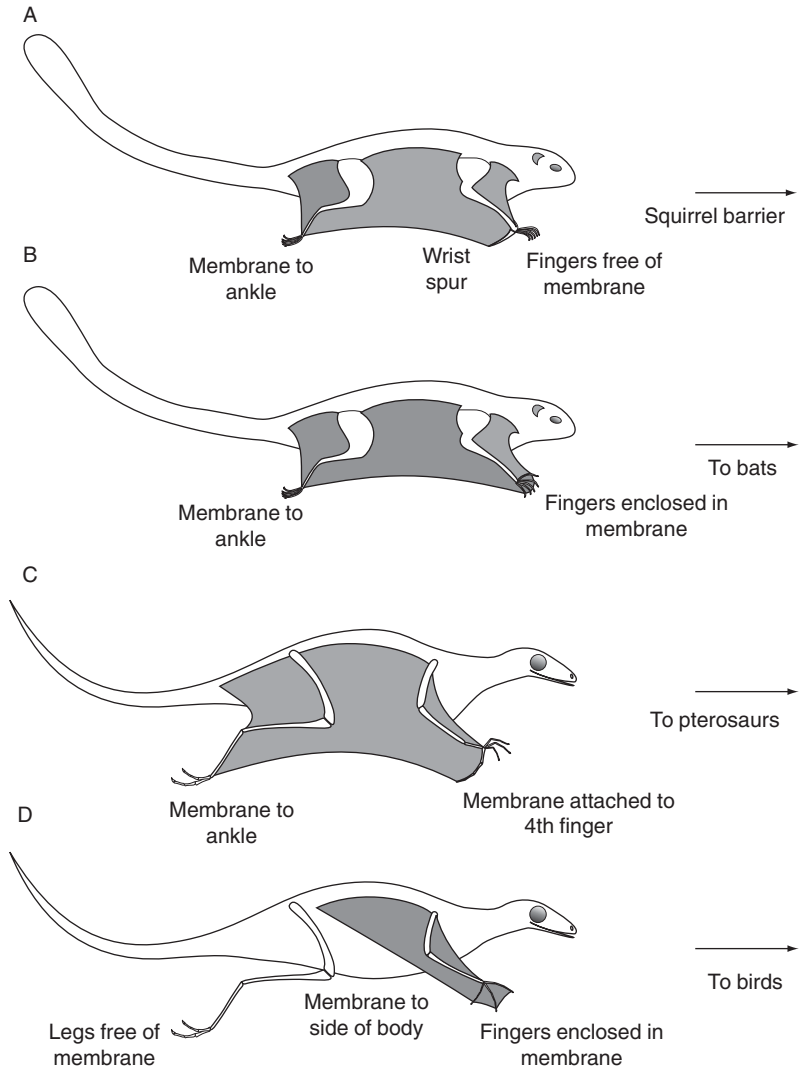 A
Squirrel barrier
Membrane to
ankle
Wrist
spur
Fingers free of
membrane
B
To bats
Membrane to
ankle
Fingers enclosed in
membrane
C
To pterosaurs
Membrane to
ankle
Membrane attached to
4th finger
D
To birds
Legs free of
membrane
Membrane to
side of body
Fingers enclosed in
membrane